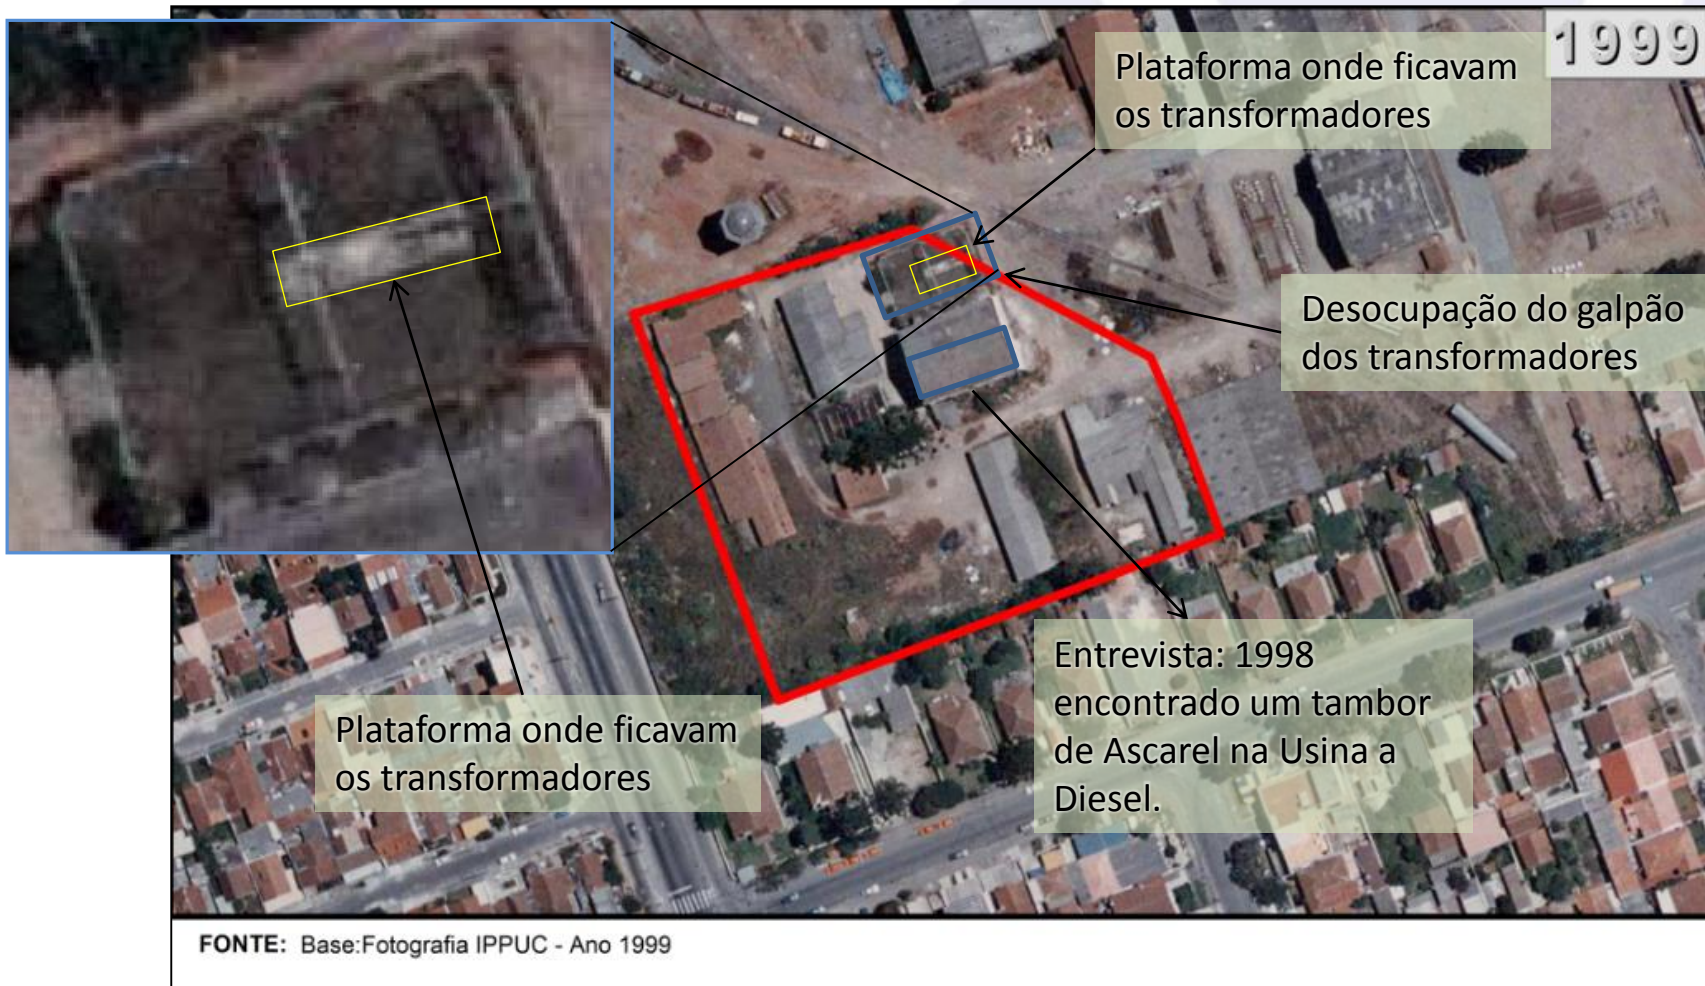 1999
Plataforma onde ficavam
os transformadores
Desocupação do galpão
dos transformadores
Entrevista: 1998
encontrado um tambor
de Ascarel na Usina a
Diesel.
Plataforma onde ficavam
os transformadores
FONTE: Base:Fotografia IPPUC - Ano 1999